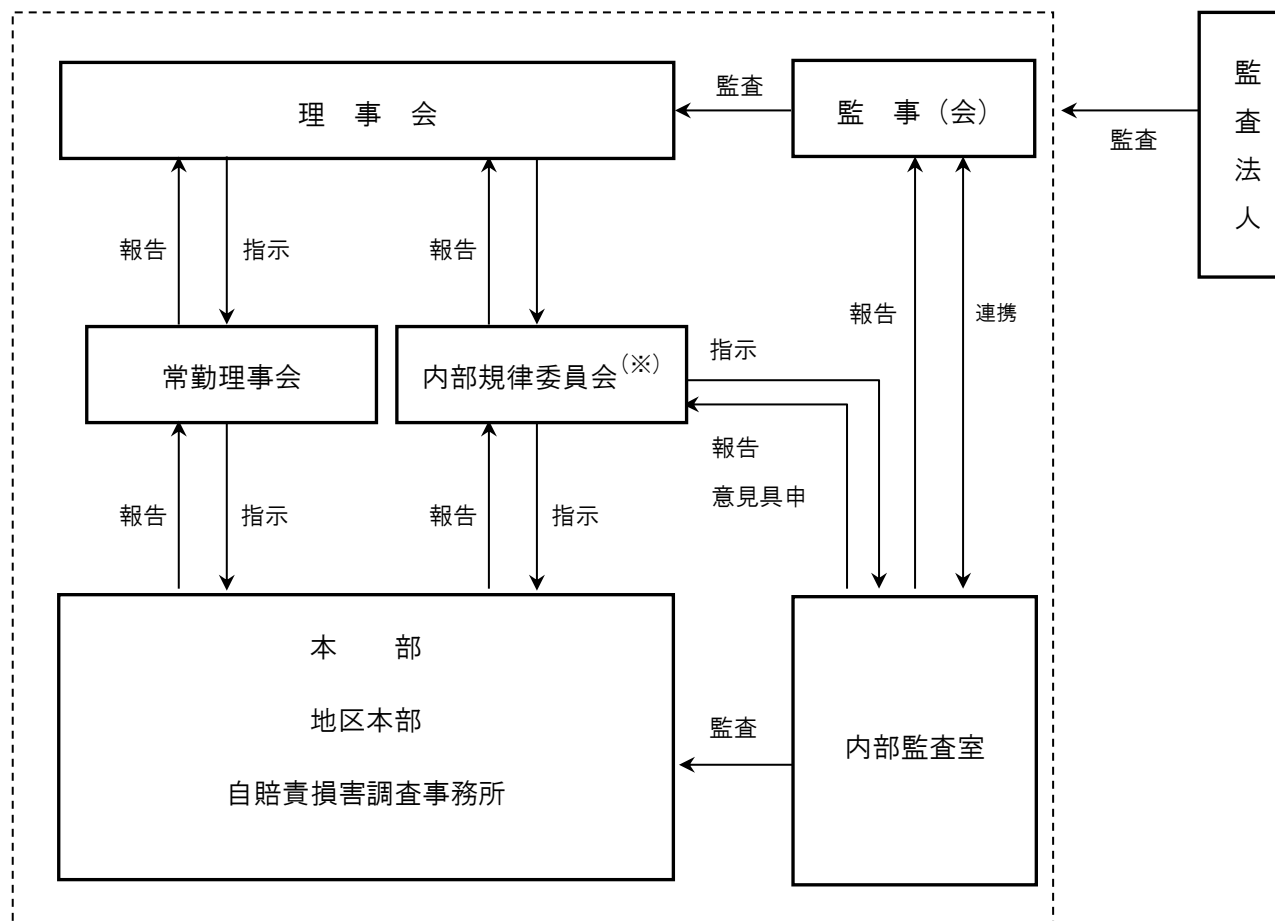 監査
理　事　会
監　事（会）
監
査
法
人
監査
報告
指示
報告
報告
連携
常勤理事会
内部規律委員会(※)
指示
報告
意見具申
報告
指示
報告
指示
本　　部
地区本部
自賠責損害調査事務所
監査
内部監査室